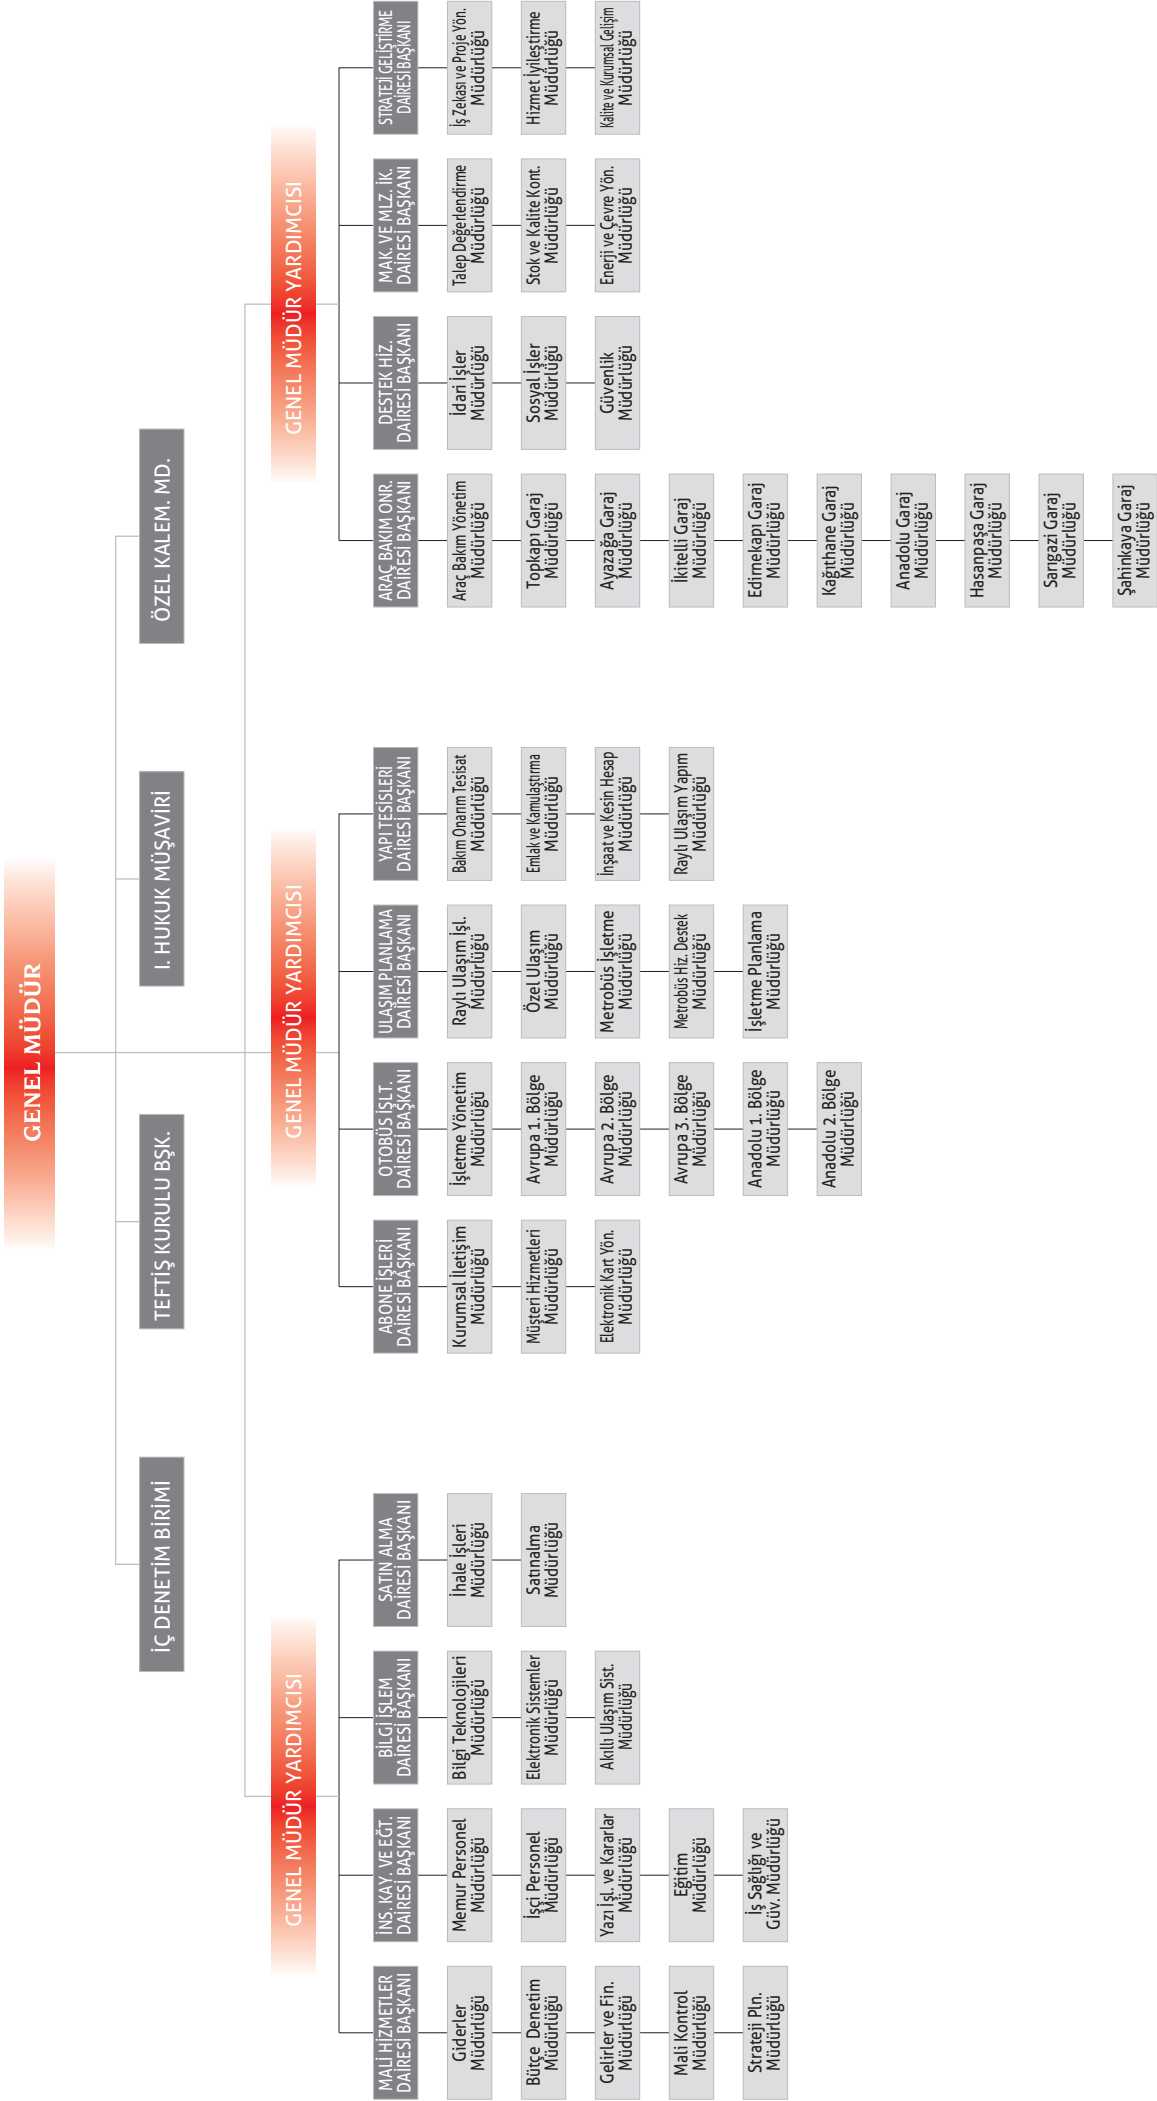 GENEL MÜDÜR
İÇ DENETİM BİRİMİ
TEFTİŞ KURULU BŞK.
I. HUKUK MÜŞAVİRİ
ÖZEL KALEM. MD.
GENEL MÜDÜR YARDIMCISI
MALİ HİZMETLER
DAİRESİ BAŞKANI
Giderler
Müdürlüğü
Bütçe Denetim
Müdürlüğü
Gelirler ve Fin.
Müdürlüğü
Mali Kontrol
Müdürlüğü
Strateji Pln.
Müdürlüğü
İNS. KAY. VE EĞT.
DAİRESİ BAŞKANI
Memur Personel
Müdürlüğü
İşçi Personel
Müdürlüğü
Yazı İşl. ve Kararlar
Müdürlüğü
Eğitim
Müdürlüğü
İş Sağlığı ve
Güv. Müdürlüğü
BİLGİ İŞLEM
DAİRESİ BAŞKANI
Bilgi Teknolojileri
Müdürlüğü
Elektronik Sistemler
Müdürlüğü
Akıllı Ulaşım Sist.
Müdürlüğü
SATIN ALMA
DAİRESİ BAŞKANI
İhale İşleri
Müdürlüğü
Satınalma
Müdürlüğü
GENEL MÜDÜR YARDIMCISI
ABONE İŞLERİ
DAİRESİ BAŞKANI
Kurumsal İletişim
Müdürlüğü
Müşteri Hizmetleri
Müdürlüğü
Elektronik Kart Yön.
Müdürlüğü
OTOBÜS İŞLT.
DAİRESİ BAŞKANI
İşletme Yönetim
Müdürlüğü
Avrupa 1. Bölge
Müdürlüğü
Avrupa 2. Bölge
Müdürlüğü
Avrupa 3. Bölge
Müdürlüğü
Anadolu 1. Bölge
Müdürlüğü
Anadolu 2. Bölge
Müdürlüğü
ULAŞIM PLANLAMA
DAİRESİ BAŞKANI
Raylı Ulaşım İşl.
Müdürlüğü
Özel Ulaşım
Müdürlüğü
Metrobüs İşletme
Müdürlüğü
Metrobüs Hiz. Destek
Müdürlüğü
İşletme Planlama
Müdürlüğü
YAPI TESİSLERİ
DAİRESİ BAŞKANI
Bakım Onarım Tesisat
Müdürlüğü
Emlak ve Kamulaştırma
Müdürlüğü
İnşaat ve Kesin Hesap
Müdürlüğü
Raylı Ulaşım Yapım
Müdürlüğü
GENEL MÜDÜR YARDIMCISI
ARAÇ BAKIM ONR.
DAİRESİ BAŞKANI
Araç Bakım Yönetim
Müdürlüğü
Topkapı Garaj
Müdürlüğü
Ayazağa Garaj
Müdürlüğü
İkitelli Garaj
Müdürlüğü
Edirnekapı Garaj
Müdürlüğü
Kağıthane Garaj
Müdürlüğü
Anadolu Garaj
Müdürlüğü
Hasanpaşa Garaj
Müdürlüğü
Sarıgazi Garaj
Müdürlüğü
Şahinkaya Garaj
Müdürlüğü
DESTEK HİZ.
DAİRESİ BAŞKANI
İdari İşler
Müdürlüğü
Sosyal İşler
Müdürlüğü
Güvenlik
Müdürlüğü
MAK. VE MLZ. İK.
DAİRESİ BAŞKANI
Talep Değerlendirme
Müdürlüğü
Stok ve Kalite Kont.
Müdürlüğü
Enerji ve Çevre Yön.
Müdürlüğü
STRATEJİ GELİŞTİRME
DAİRESİ BAŞKANI
İş Zekası ve Proje Yön.
Müdürlüğü
Hizmet İyileştirme
Müdürlüğü
Kalite ve Kurumsal Gelişim
Müdürlüğü